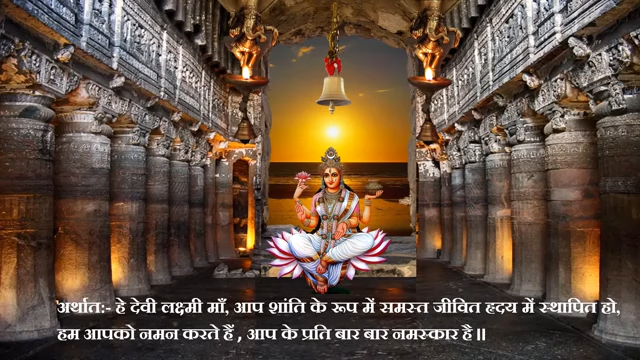 अर्थात:- हे देवी लक्ष्मी माँ, आप शांति के रूप में समस्त जीवित हृदय में स्थापित हो,
हम आपको नमन करते हैं , आप के प्रति बार बार नमस्कार है ॥